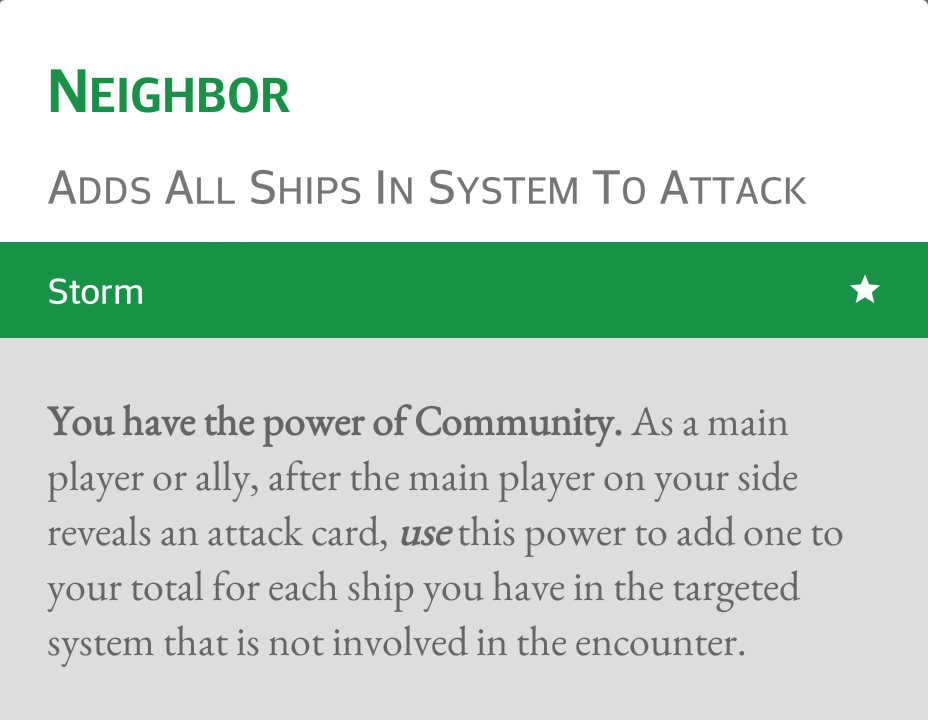 Neighbor
Adds All Ships In System To Attack
Storm
You have the power of Community. As a main
player or ally, after the main player on your side
reveals an attack card, use this power to add one to
your total for each ship you have in the targeted
system that is not involved in the encounter.